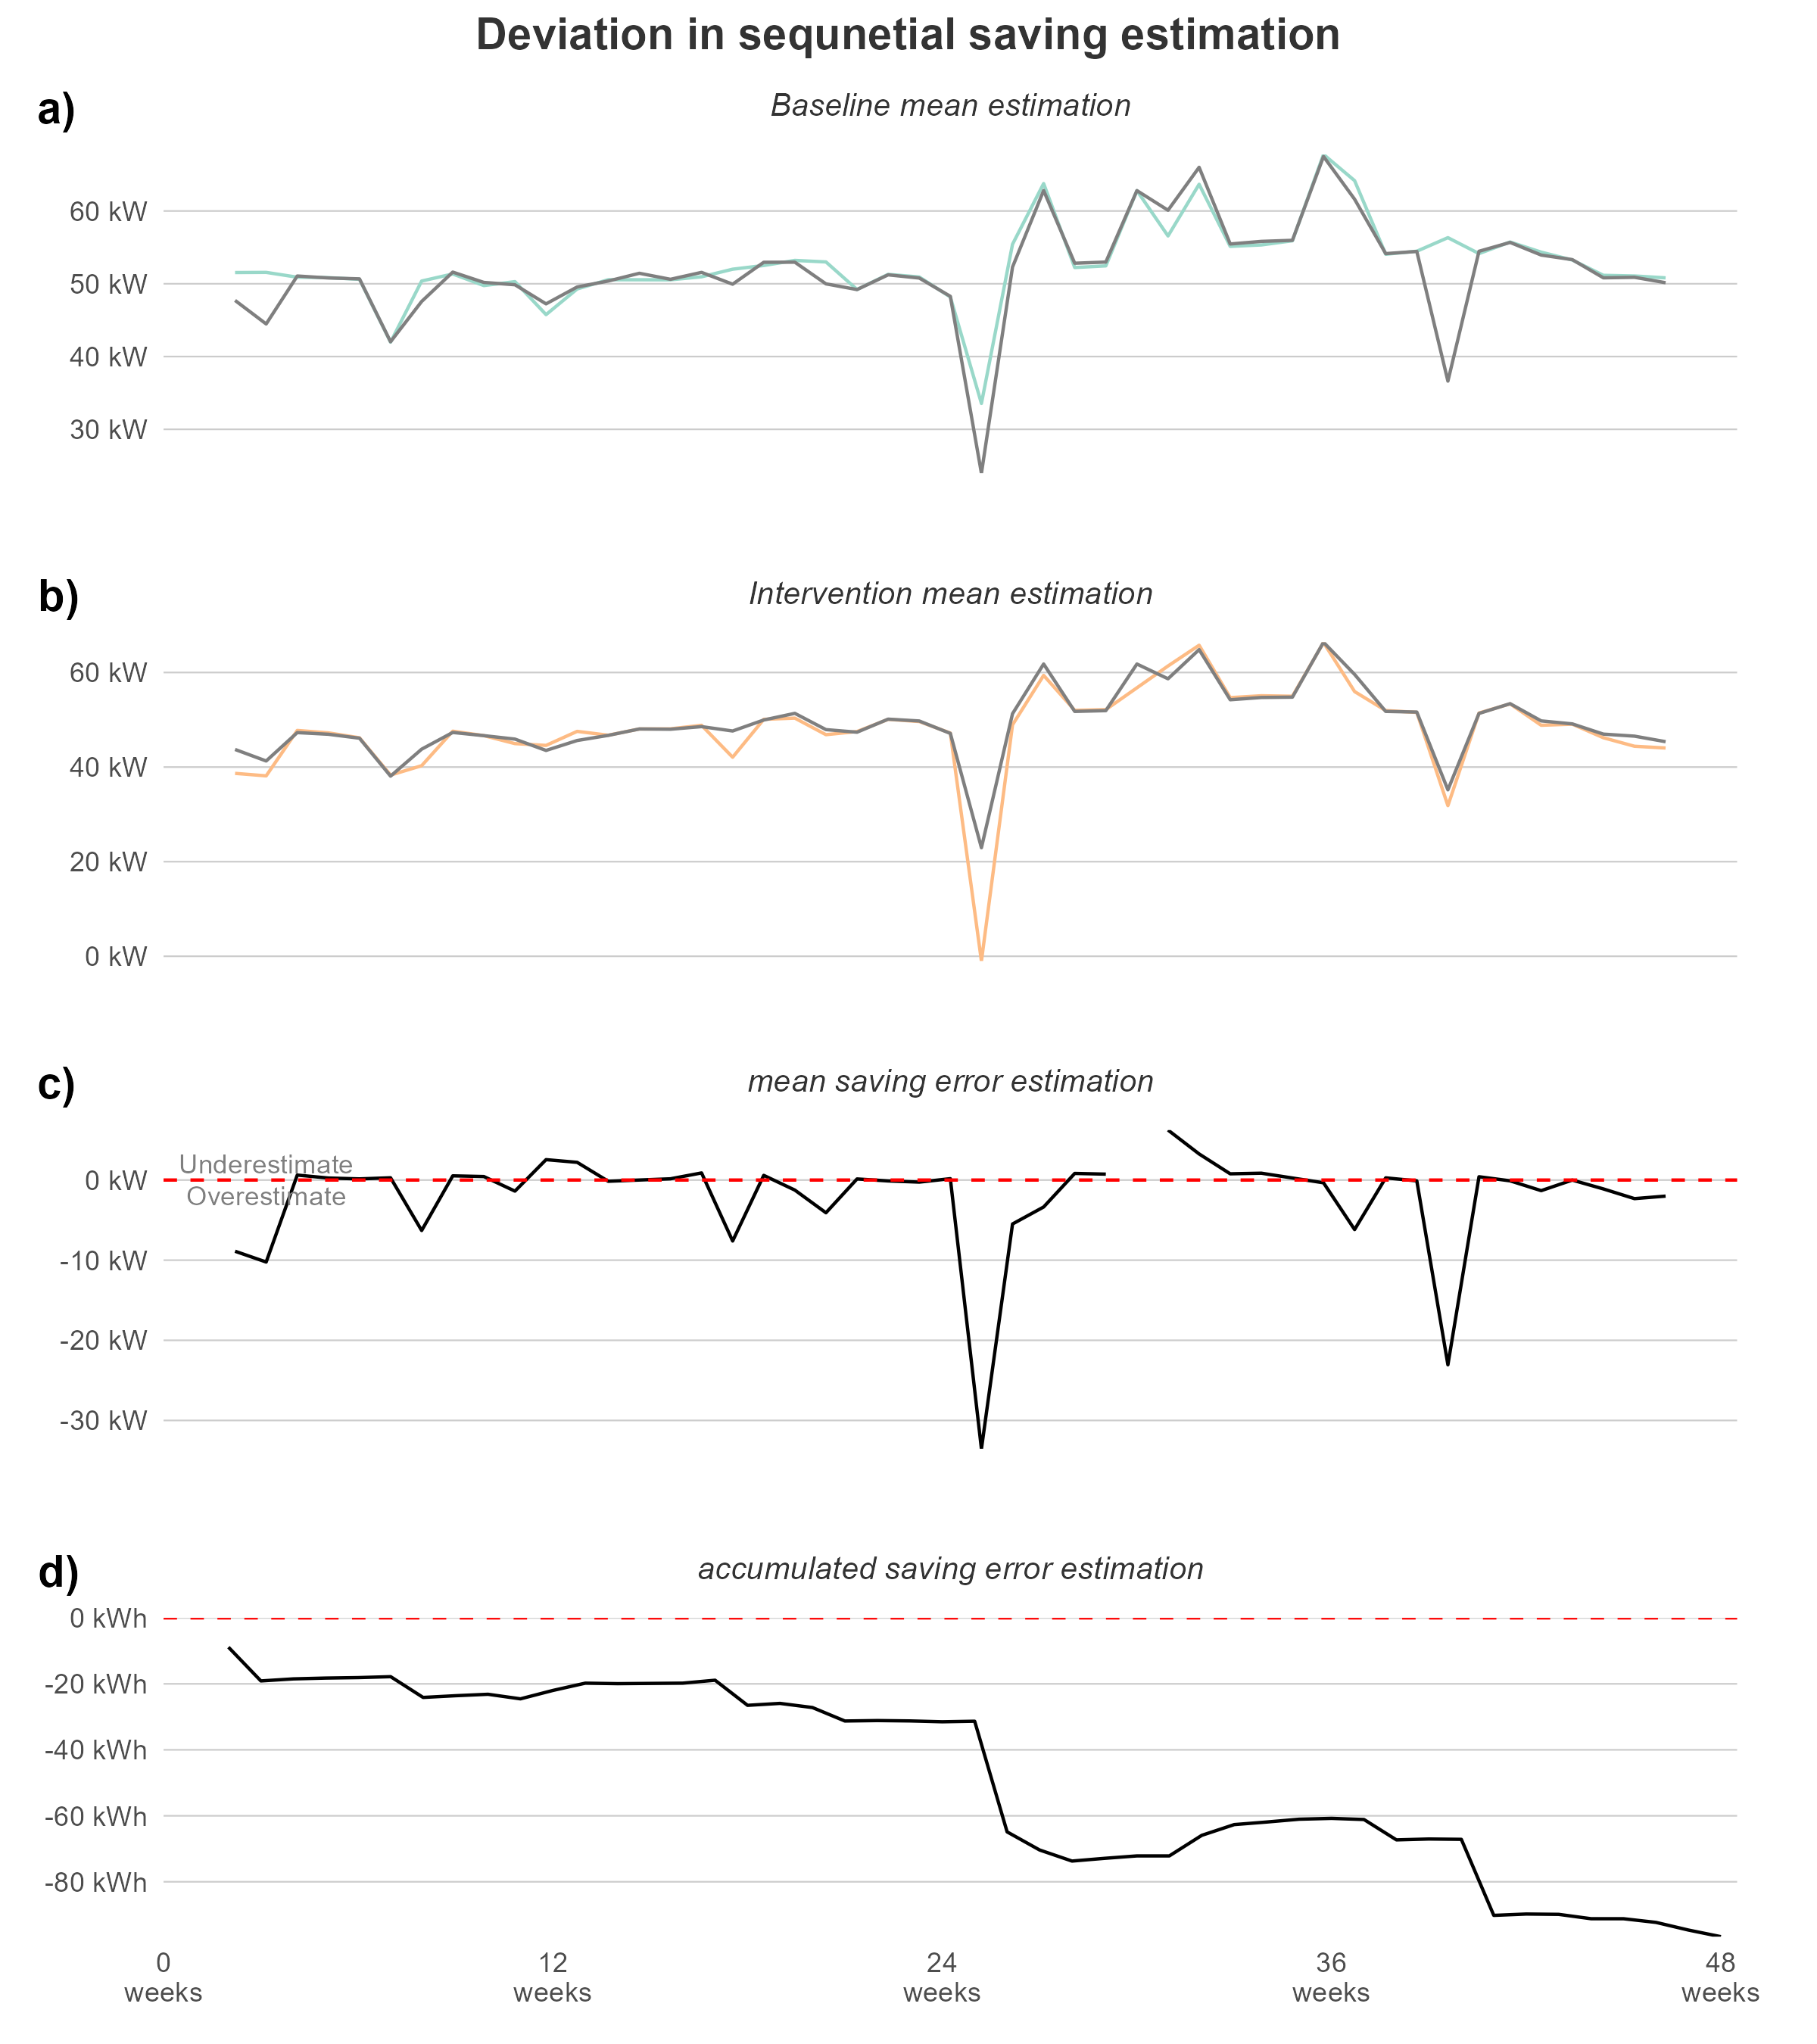 Deviation in sequnetial saving estimation
a)
Baseline mean estimation
60 kW
50 kW
40 kW
30 kW
b)
Intervention mean estimation
60 kW
40 kW
20 kW
0 kW
c)
mean saving error estimation
Underestimate
0 kW
Overestimate
-10 kW
-20 kW
-30 kW
d)
accumulated saving error estimation
0 kWh
-20 kWh
-40 kWh
-60 kWh
-80 kWh
0 12 24 36 48
weeks weeks weeks weeks weeks